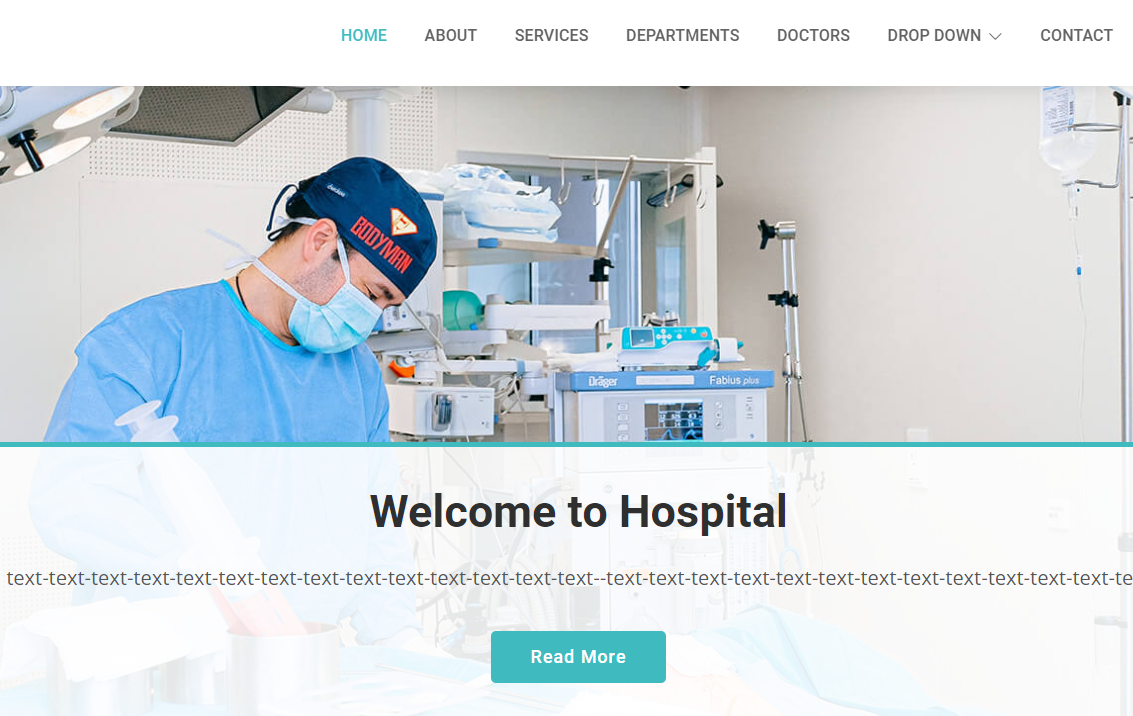 HOME ABOUT SERVICES DEPARTMENTS DOCTORS DROP DOWN CONTACT
BODYMAN
Dräger Fabius plus
Welcome to Hospital
text-text-text-text-text-text-text-text-text-text-text-text-text-text--text-text-text-text-text-text-text-text-text-text-text-text-te
Read More